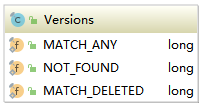 Versions
MATCH_ANY long
NOT_FOUND long
MATCH_DELETED long